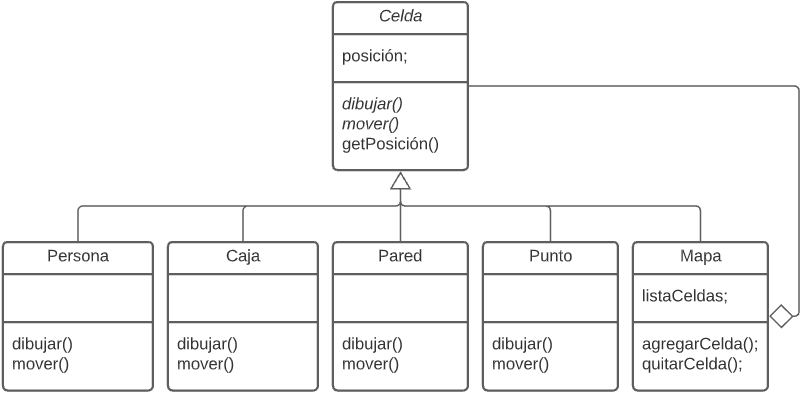 Celda
posición;
dibujar()
mover()
getPosición()
Persona
dibujar()
mover()
Caja
dibujar()
mover()
Pared
dibujar()
mover()
Punto
dibujar()
mover()
Mapa
listaCeldas;
agregarCelda();
quitarCelda();